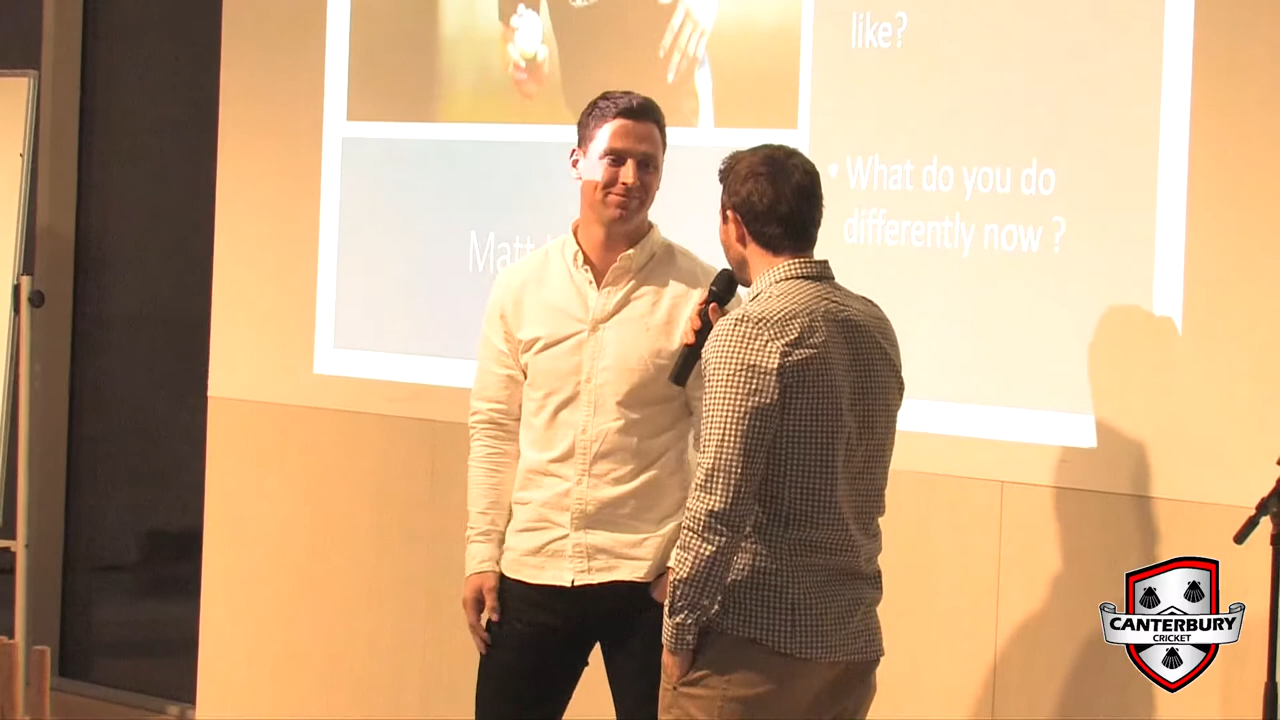 like?
• What do you do
differently now ?
Matt
CANTERBURY
CRICKET